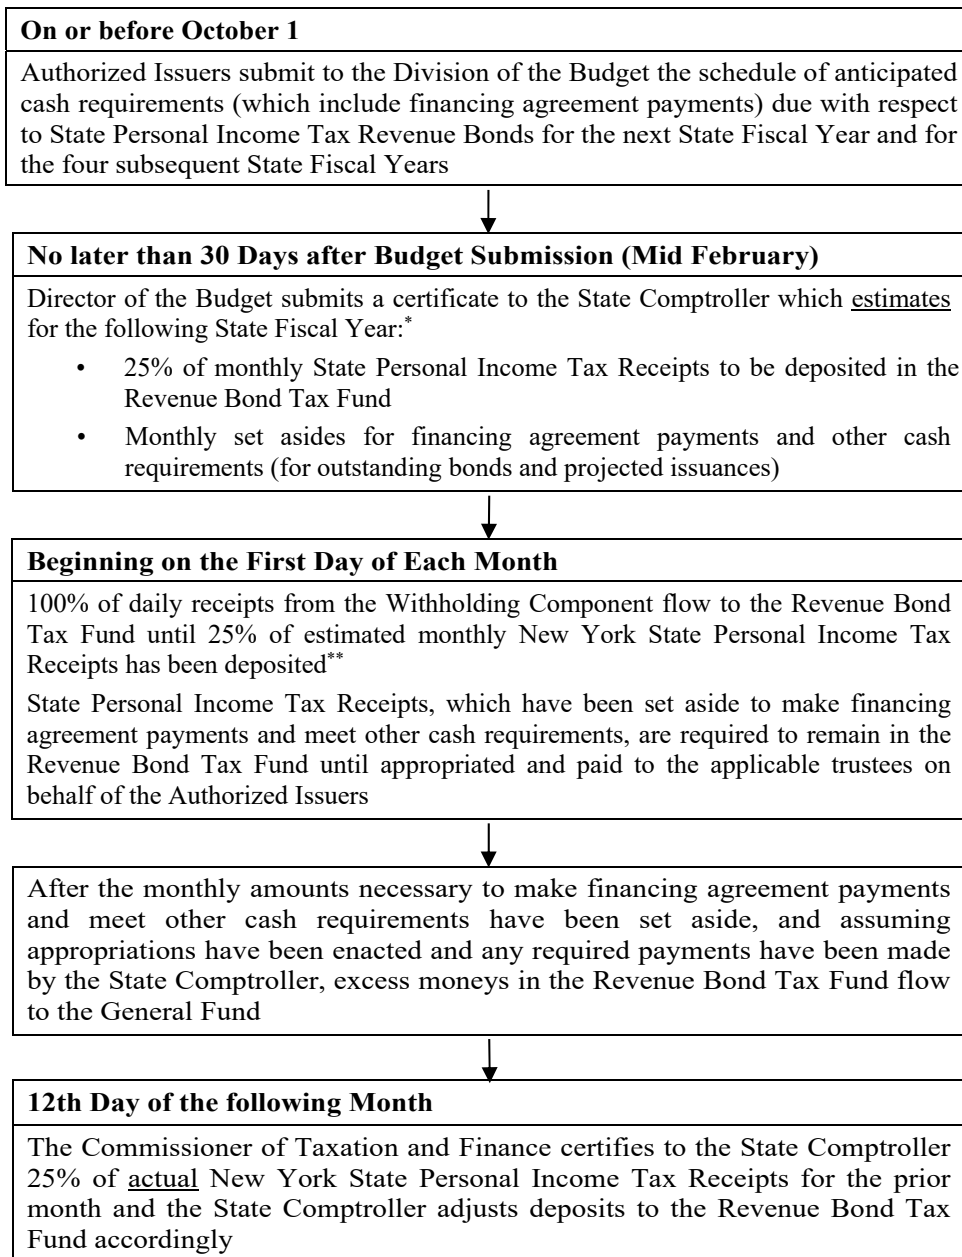 On or before October 1
Authorized Issuers submit to the Division of the Budget the schedule of anticipated
cash requirements (which include financing agreement payments) due with respect
to State Personal Income Tax Revenue Bonds for the next State Fiscal Year and for
the four subsequent State Fiscal Years
No later than 30 Days after Budget Submission (Mid February)
Director of the Budget submits a certificate to the State Comptroller which estimates
for the following State Fiscal Year:*
• 25% of monthly State Personal Income Tax Receipts to be deposited in the
Revenue Bond Tax Fund
• Monthly set asides for financing agreement payments and other cash
requirements (for outstanding bonds and projected issuances)
Beginning on the First Day of Each Month
100% of daily receipts from the Withholding Component flow to the Revenue Bond
Tax Fund until 25% of estimated monthly New York State Personal Income Tax
Receipts has been deposited**
State Personal Income Tax Receipts, which have been set aside to make financing
agreement payments and meet other cash requirements, are required to remain in the
Revenue Bond Tax Fund until appropriated and paid to the applicable trustees on
behalf of the Authorized Issuers
After the monthly amounts necessary to make financing agreement payments
and meet other cash requirements have been set aside, and assuming
appropriations have been enacted and any required payments have been made
by the State Comptroller, excess moneys in the Revenue Bond Tax Fund flow
to the General Fund
12th Day of the following Month
The Commissioner of Taxation and Finance certifies to the State Comptroller
25% of actual New York State Personal Income Tax Receipts for the prior
month and the State Comptroller adjusts deposits to the Revenue Bond Tax
Fund accordingly